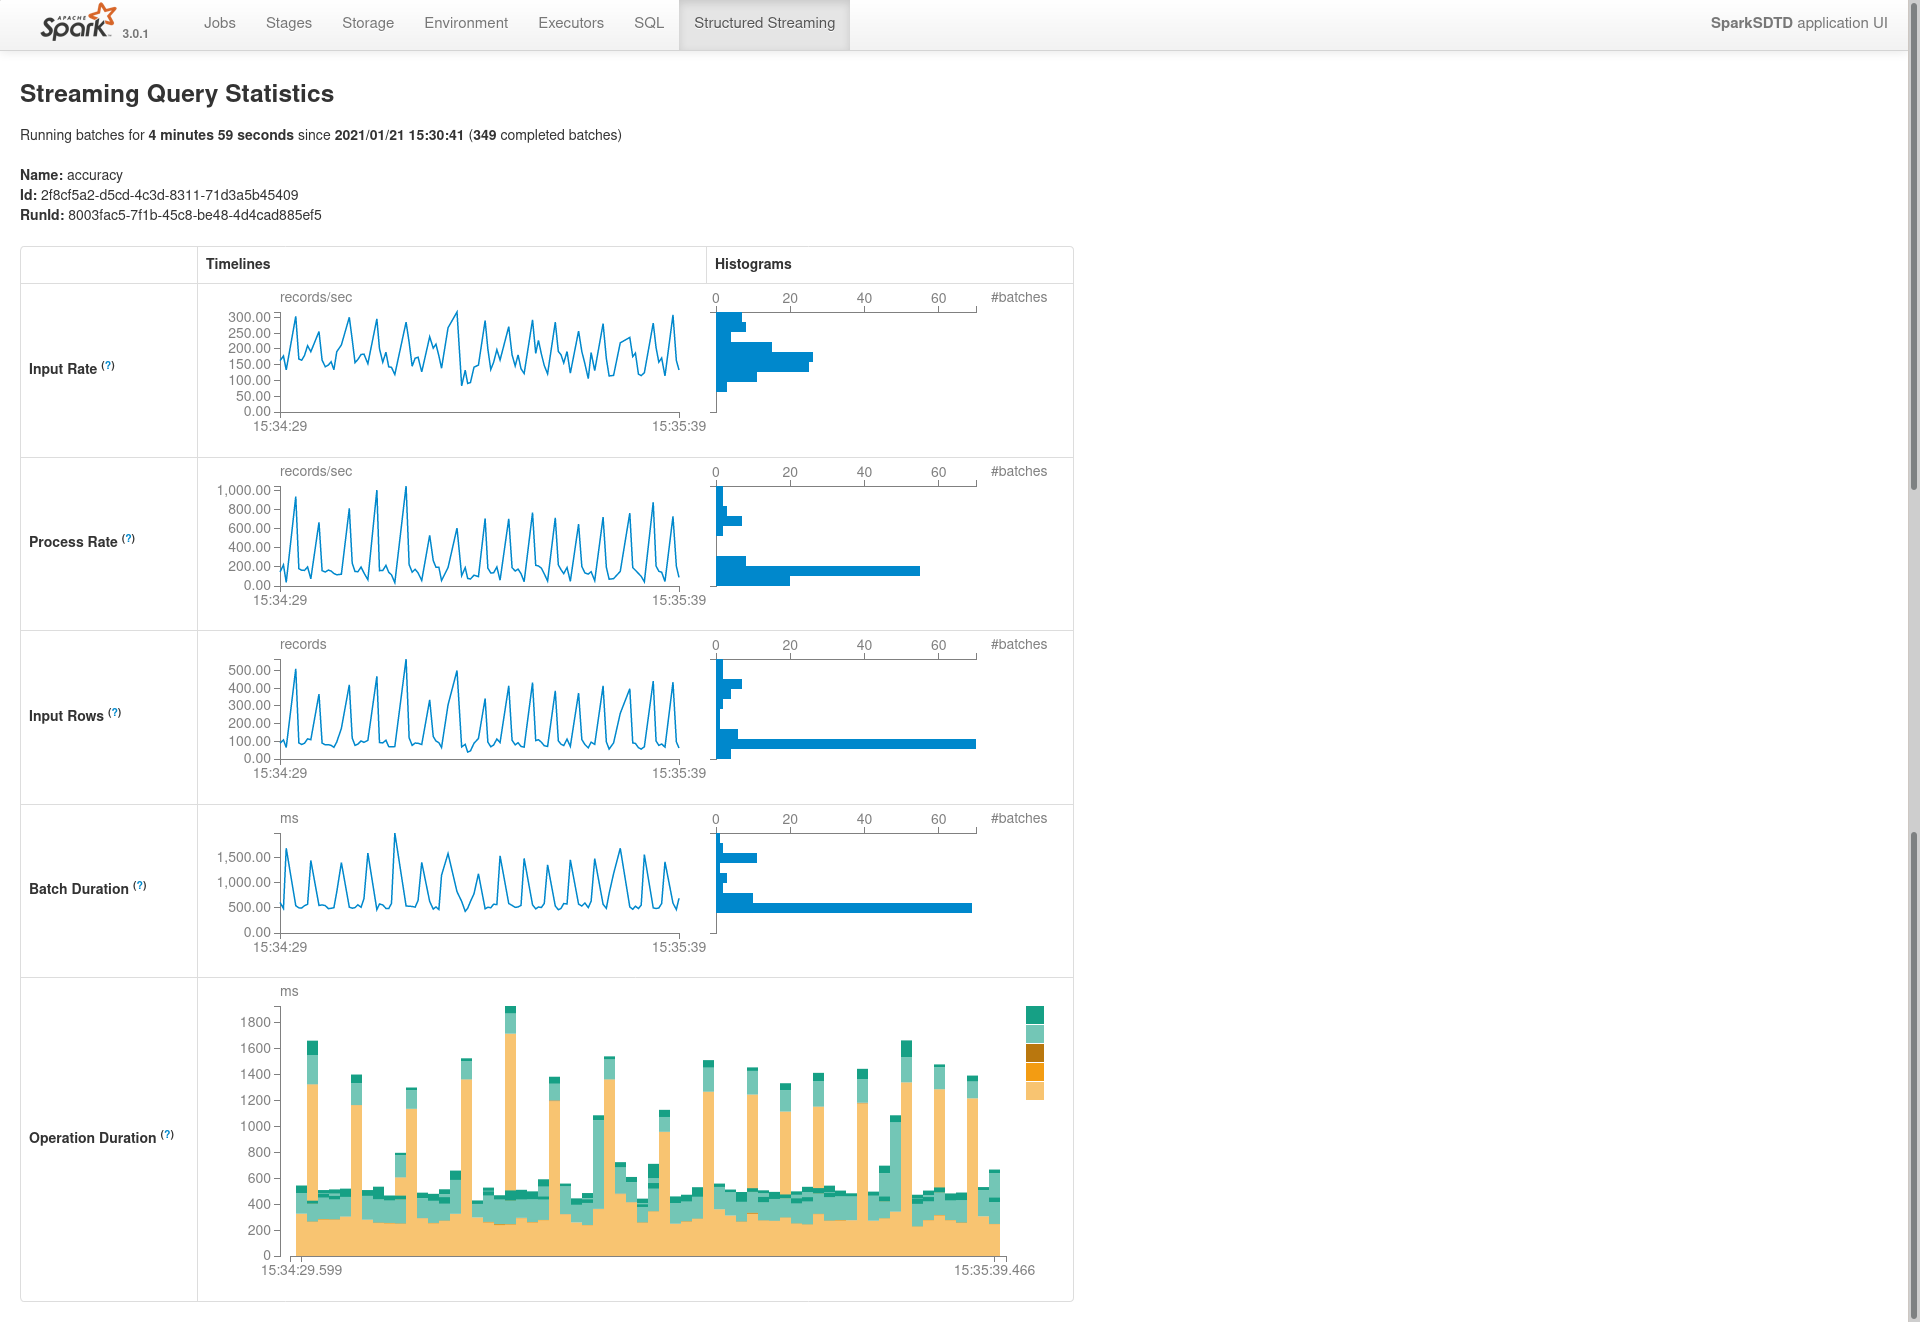 APACHE
Spark 3.0.1 Jobs Stages Storage Environment Executors SQL Structured Streaming SparkSDTD application UI
Streaming Query Statistics
Running batches for 4 minutes 59 seconds since 2021/01/21 15:30:41 (349 completed batches)
Name: accuracy
Id: 2f8cf5a2-d5cd-4c3d-8311-71d3a5b45409
RunId: 8003fac5-7f1b-45c8-be48-4d4cad885ef5
Timelines Histograms
Input Rate (?)
records/sec
300.00
250.00
200.00
150.00
100.00
50.00
0.00
15:34:29 15:35:39
0 20 40 60 #batches
Process Rate (?)
records/sec
1,000.00
800.00
600.00
400.00
200.00
0.00
15:34:29 15:35:39
0 20 40 60 #batches
Input Rows (?)
records
500.00
400.00
300.00
200.00
100.00
0.00
15:34:29 15:35:39
0 20 40 60 #batches
Batch Duration (?)
ms
1,500.00
1,000.00
500.00
0.00
15:34:29 15:35:39
0 20 40 60 #batches
Operation Duration (?)
ms
1800
1600
1400
1200
1000
800
600
400
200
0
15:34:29.599 15:35:39.466